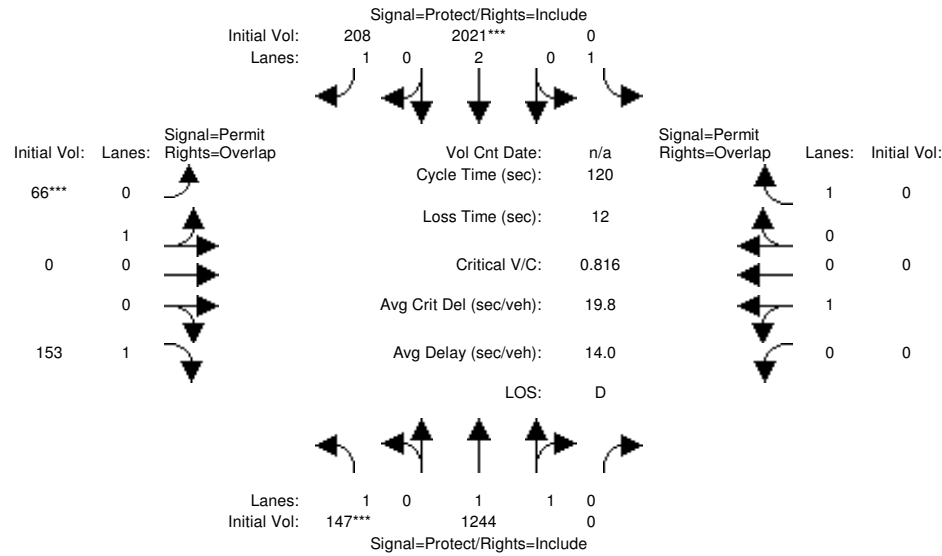 Signal=Protect/Rights=Include
Initial Vol: 208 2021*** 0
Lanes: 1 0 2 0 1
Signal=Permit Signal=Permit
Initial Vol: Lanes: Rights=Overlap Vol Cnt Date: n/a Rights=Overlap Lanes: Initial Vol:
Cycle Time (sec): 120
66*** 0 1 0
Loss Time (sec): 12
1 0
0 0 Critical V/C: 0.816 0 0
0 Avg Crit Del (sec/veh): 19.8 1
153 1 Avg Delay (sec/veh): 14.0 0 0
LOS: D
Lanes: 1 0 1 1 0
Initial Vol: 147*** 1244 0
Signal=Protect/Rights=Include